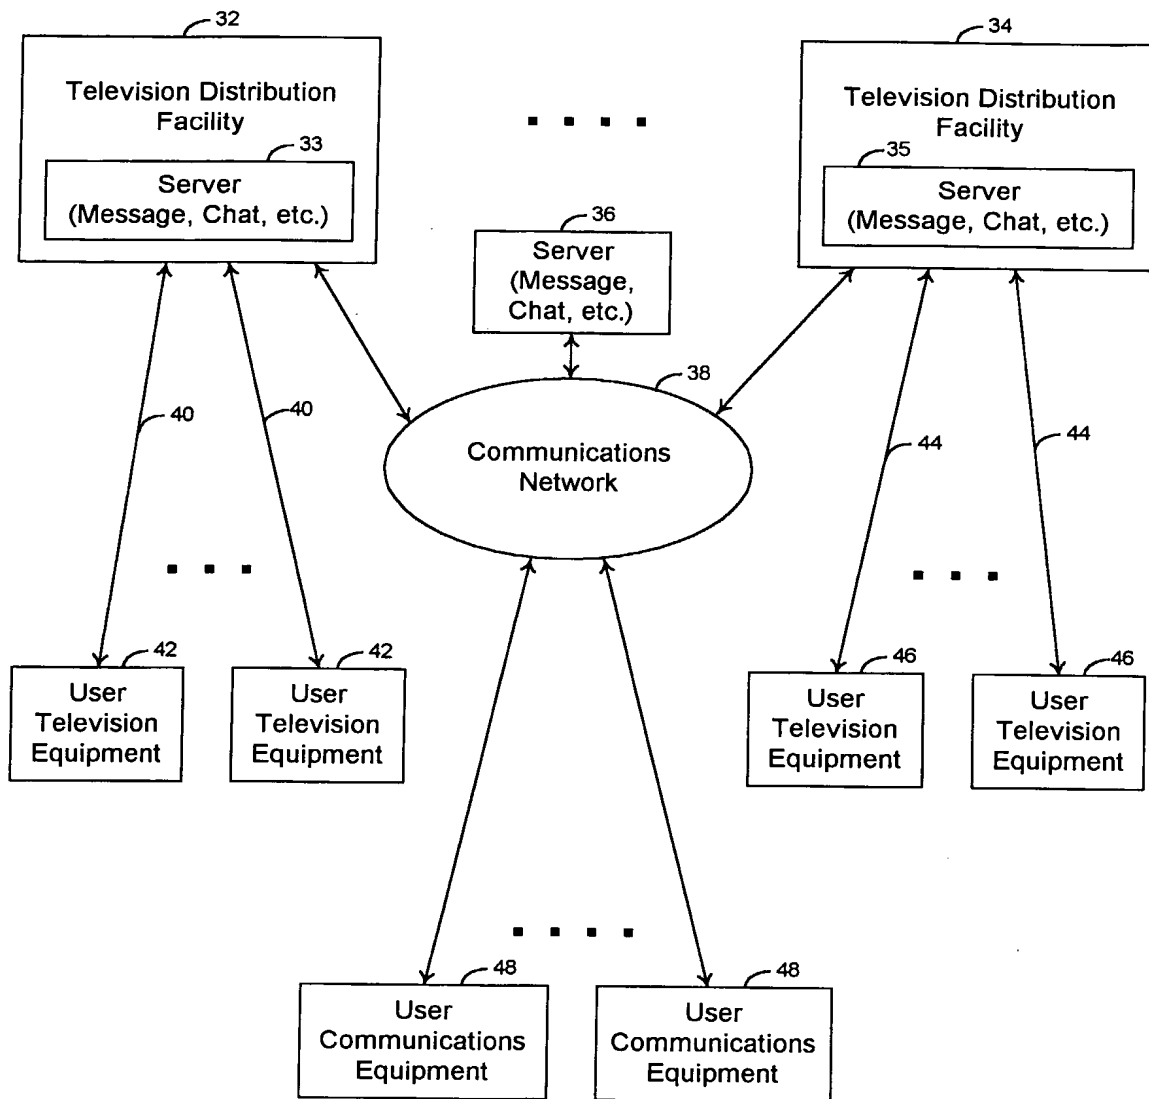 32
Television Distribution
Facility
33
Server
(Message, Chat, etc.)
34
Television Distribution
Facility
35
Server
(Message, Chat, etc.)
36
Server
(Message,
Chat, etc.)
38
Communications
Network
40
40
44
44
42
User
Television
Equipment
42
User
Television
Equipment
46
User
Television
Equipment
46
User
Television
Equipment
48
User
Communications
Equipment
48
User
Communications
Equipment